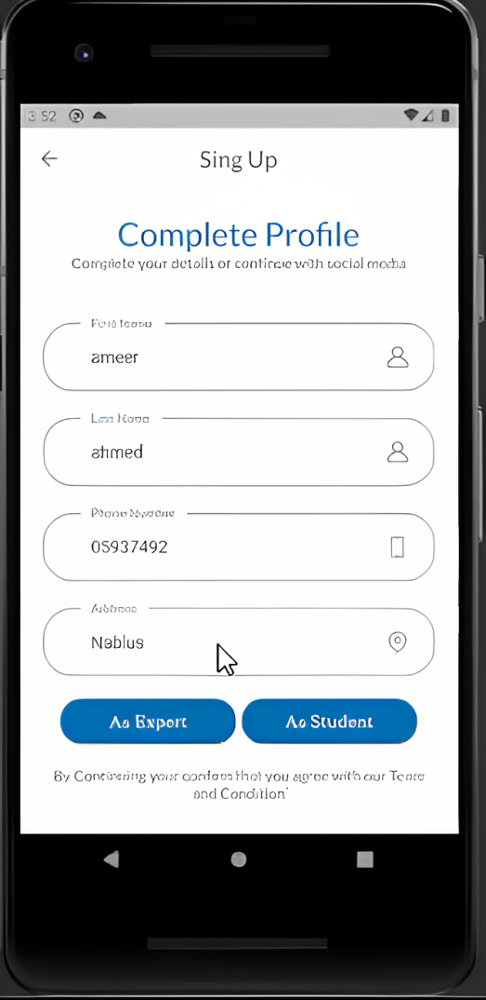 3:52
Sing Up
Complete Profile
Complete your details or continue with social media
First Name
ameer
Last Name
ahmed
Phone Number
05937492
Address
Nablus
As Expert As Student
By Continuing your confirm that you agree with our Term
and Condition